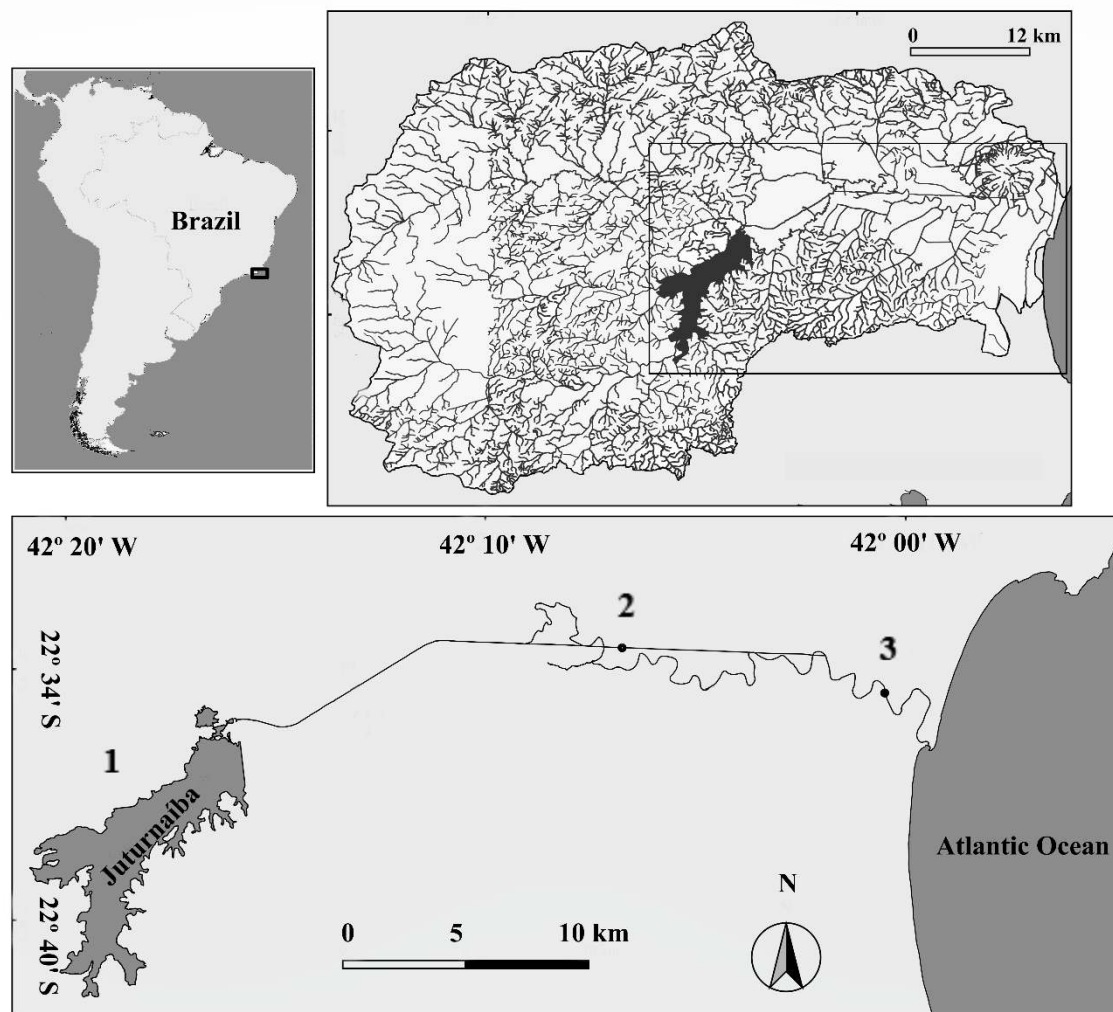 0 12 km
Brazil
42º 20' W 42º 10' W 42º 00' W
2
3
22º 34' S
1
Juturnaíba
Atlantic Ocean
N
22º 40' S
0 5 10 km